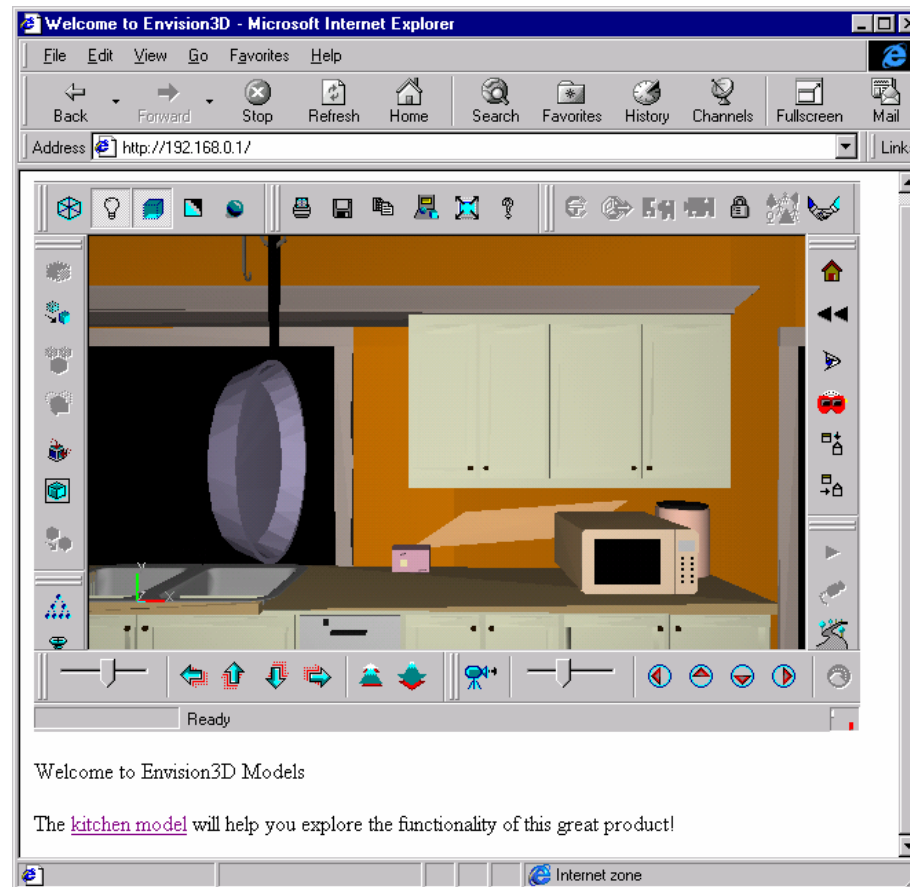 Welcome to Envision3D - Microsoft Internet Explorer
File Edit View Go Favorites Help
Back Forward Stop Refresh Home Search Favorites History Channels Fullscreen Mail
Address http://192.168.0.1/ Link
Y
Z X
Ready
Welcome to Envision3D Models
The kitchen model will help you explore the functionality of this great product!
Internet zone